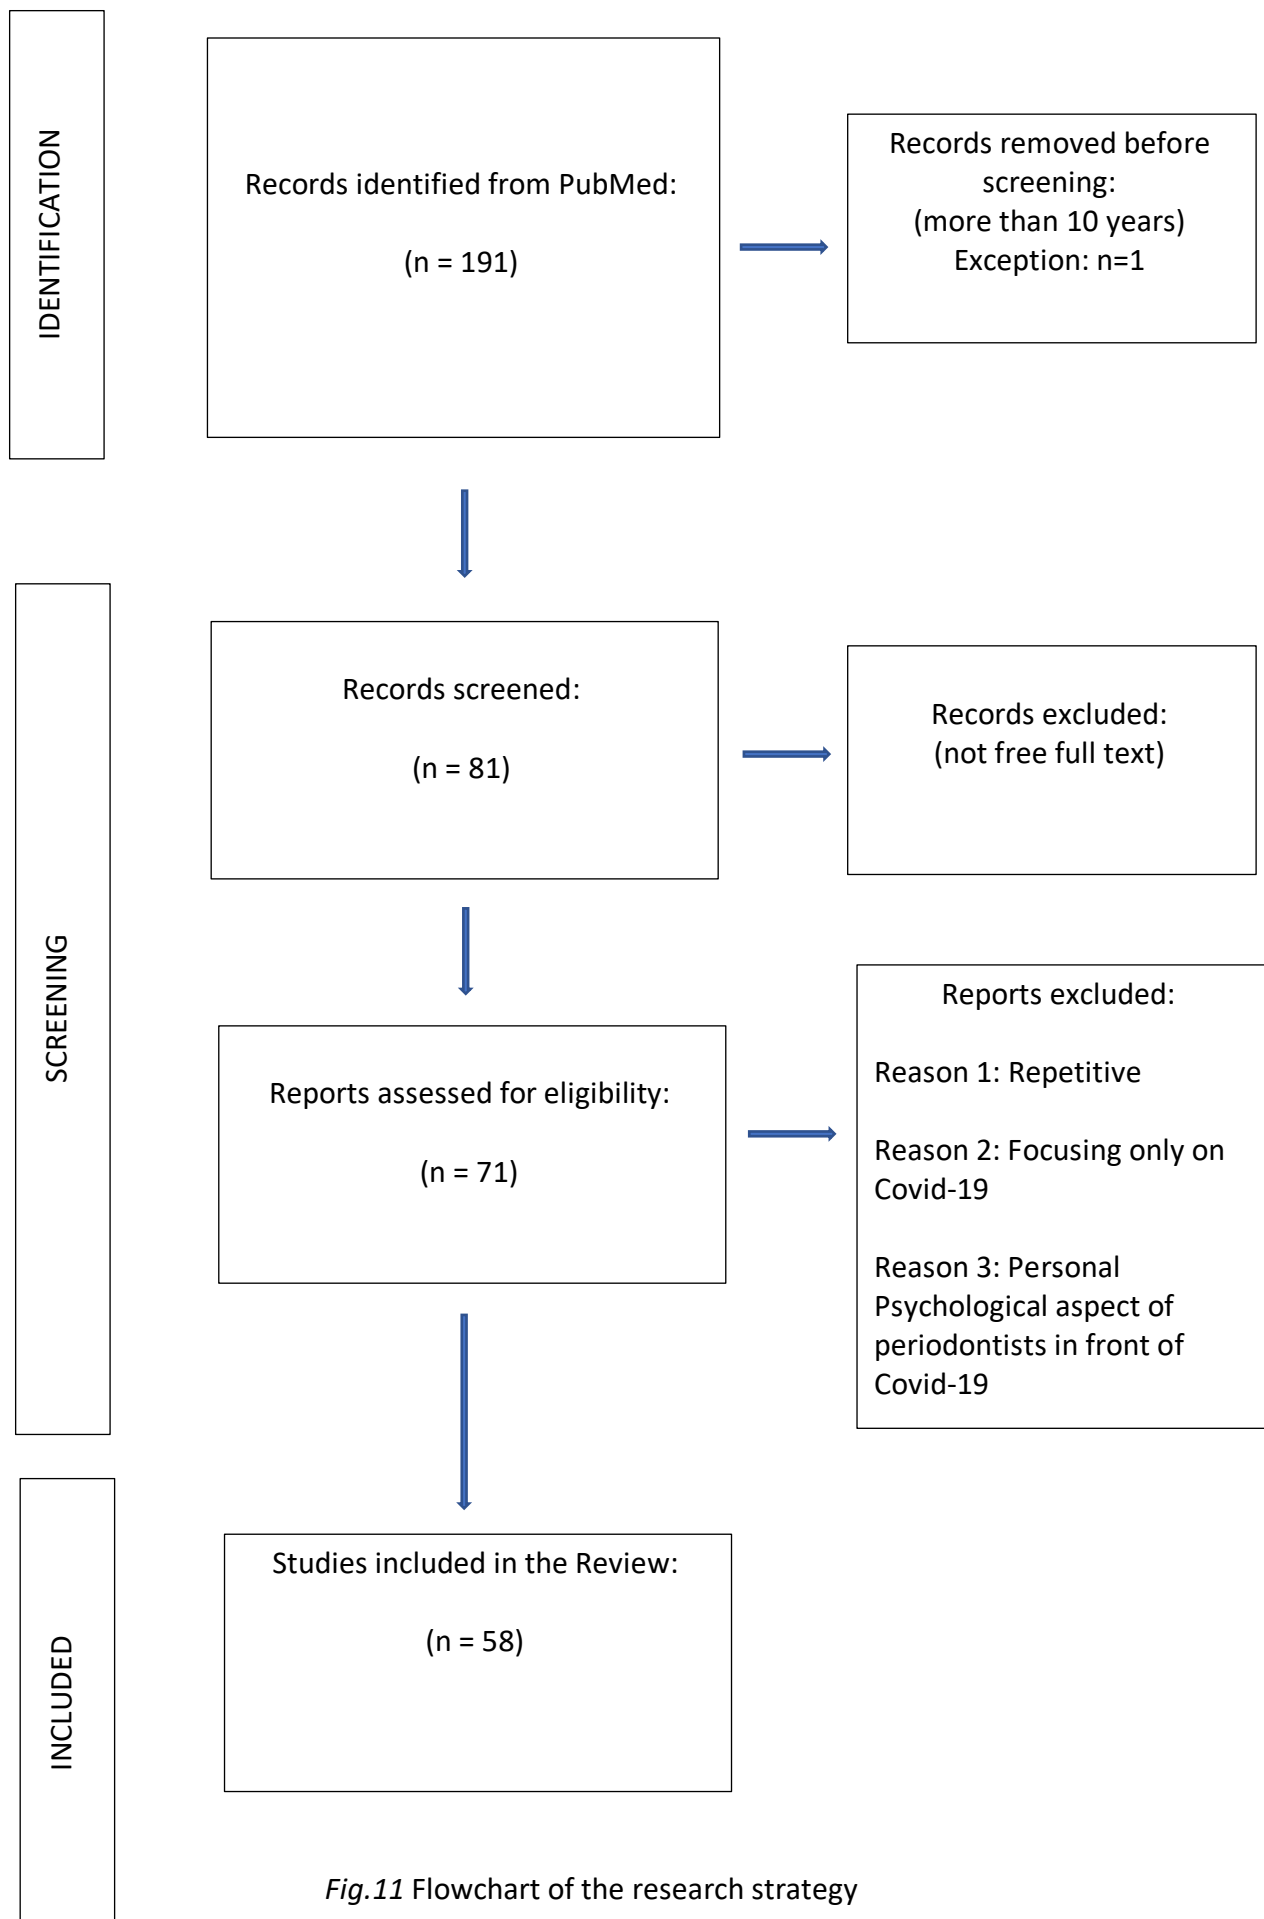 IDENTIFICATION
Records identified from PubMed:
(n = 191)
Records removed before
screening:
(more than 10 years)
Exception: n=1
SCREENING
Records screened:
(n = 81)
Records excluded:
(not free full text)
Reports assessed for eligibility:
(n = 71)
Reports excluded:
Reason 1: Repetitive
Reason 2: Focusing only on
Covid-19
Reason 3: Personal
Psychological aspect of
periodontists in front of
Covid-19
INCLUDED
Studies included in the Review:
(n = 58)
Fig.11 Flowchart of the research strategy